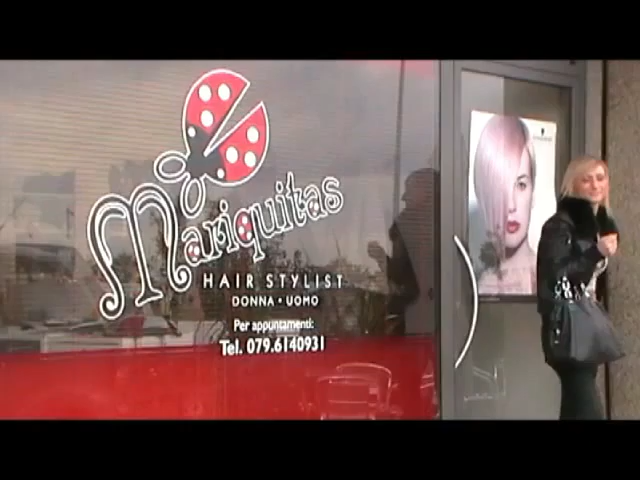 Mariquitas
HAIR STYLIST
DONNA • UOMO
Per appuntamenti:
Tel. 079.6140931